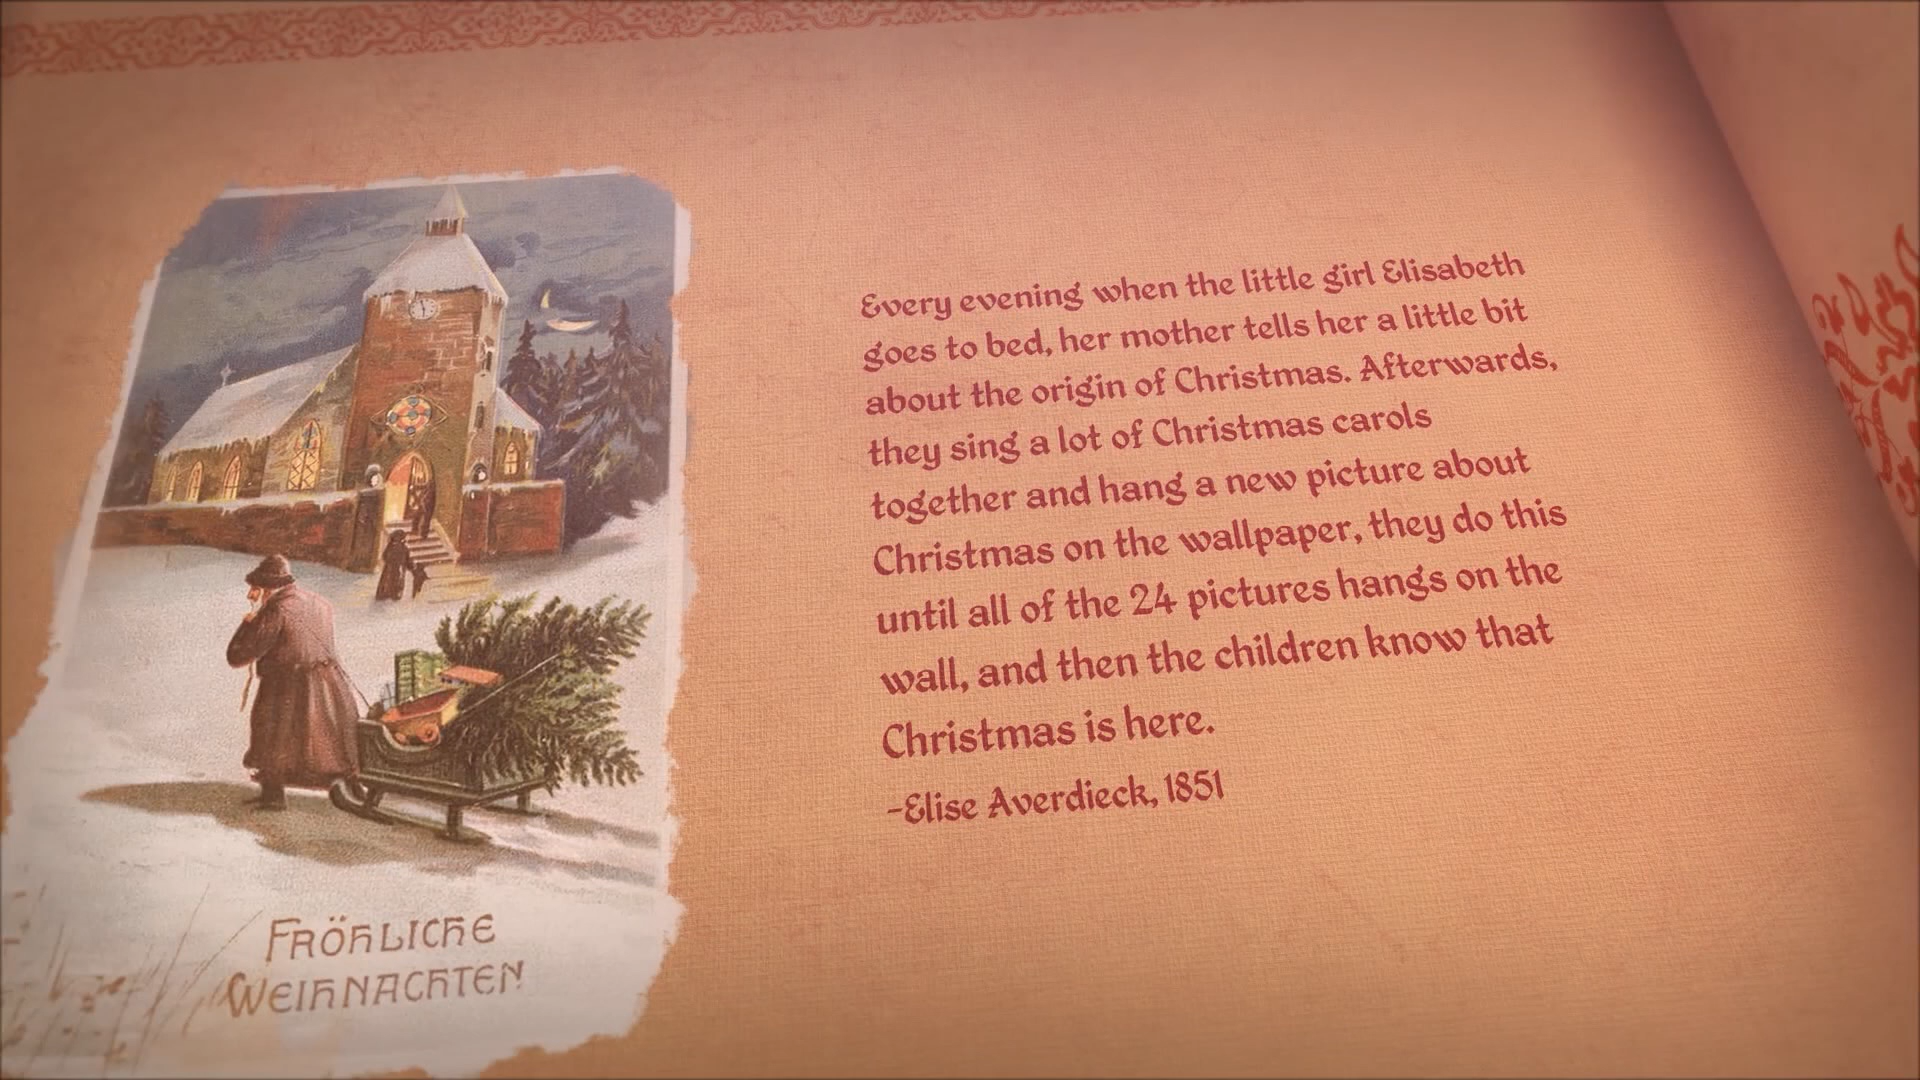 Every evening when the little girl Elisabeth
goes to bed, her mother tells her a little bit
about the origin of Christmas. Afterwards,
they sing a lot of Christmas carols
together and hang a new picture about
Christmas on the wallpaper, they do this
until all of the 24 pictures hangs on the
wall, and then the children know that
Christmas is here.
-Elise Averdieck, 1851
FRÖHLICHE
WEIHNACHTEN